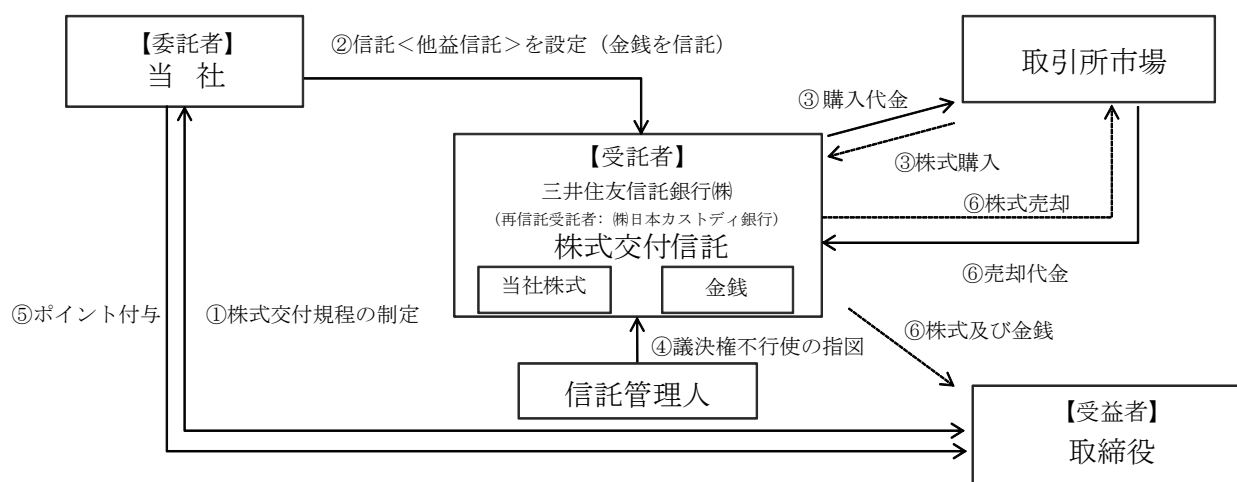 【委託者】
当 社
②信託<他益信託>を設定(金銭を信託)
取引所市場
③購入代金
③株式購入
【受託者】
三井住友信託銀行㈱
(再信託受託者:㈱日本カストディ銀行)
株式交付信託
当社株式
金銭
⑥株式売却
⑥売却代金
⑤ポイント付与
①株式交付規程の制定
④議決権不行使の指図
⑥株式及び金銭
信託管理人
【受益者】
取締役